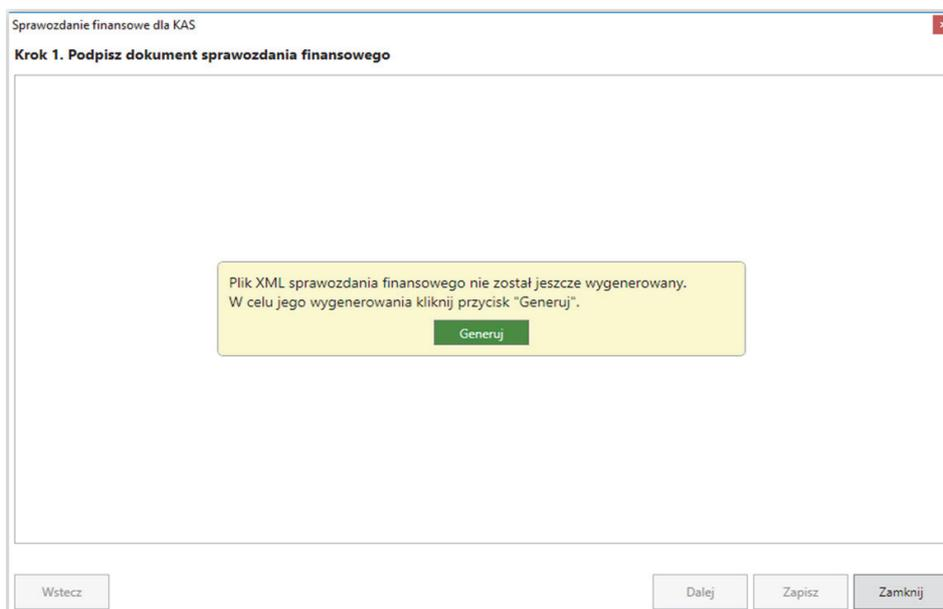 Sprawozdanie finansowe dla KAS
Krok 1. Podpisz dokument sprawozdania finansowego
Plik XML sprawozdania finansowego nie został jeszcze wygenerowany.
W celu jego wygenerowania kliknij przycisk "Generuj".
Generuj
Wstecz Dalej Zapisz Zamknij